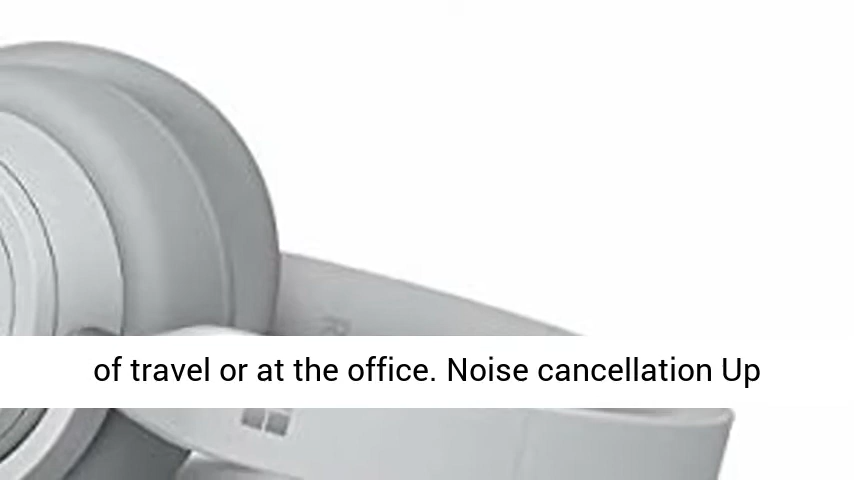 of travel or at the office. Noise cancellation Up